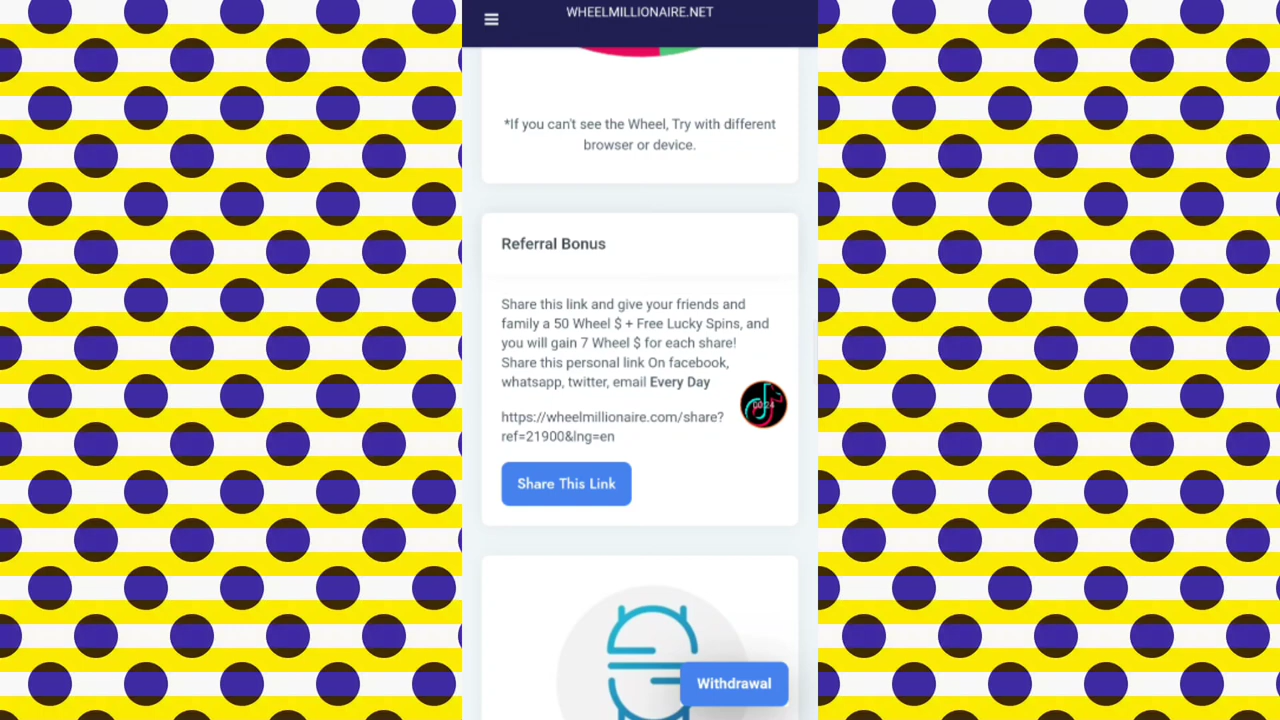 WHEELMILLIONAIRE.NET
*If you can't see the Wheel, Try with different
browser or device.
Referral Bonus
Share this link and give your friends and
family a 50 Wheel $ + Free Lucky Spins, and
you will gain 7 Wheel $ for each share!
Share this personal link On facebook,
whatsapp, twitter, email Every Day
https://wheelmillionaire.com/share?
ref=21900&lng=en
Share This Link
Withdrawal